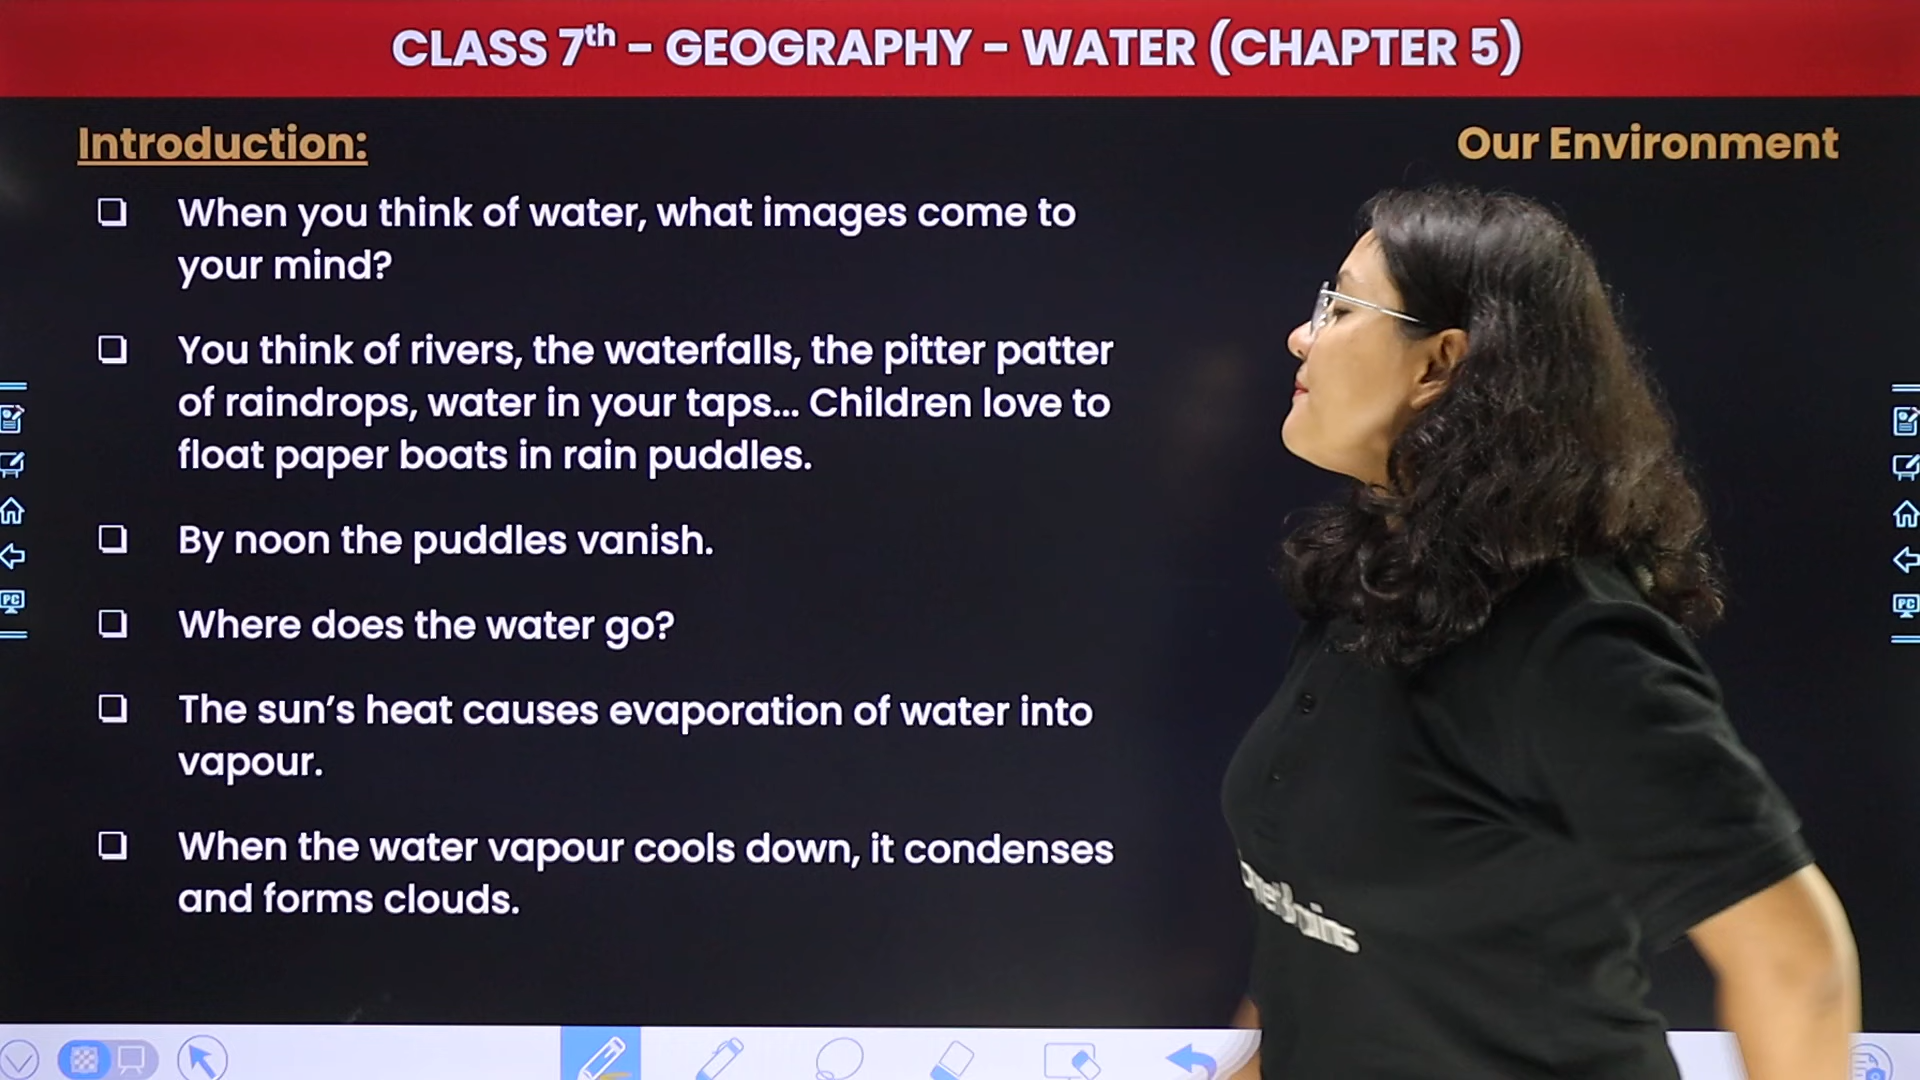 CLASS 7th – GEOGRAPHY – WATER (CHAPTER 5)
Introduction:
Our Environment
When you think of water, what images come to
your mind?
You think of rivers, the waterfalls, the pitter patter
of raindrops, water in your taps... Children love to
float paper boats in rain puddles.
By noon the puddles vanish.
Where does the water go?
The sun’s heat causes evaporation of water into
vapour.
When the water vapour cools down, it condenses
and forms clouds.
PC
PC